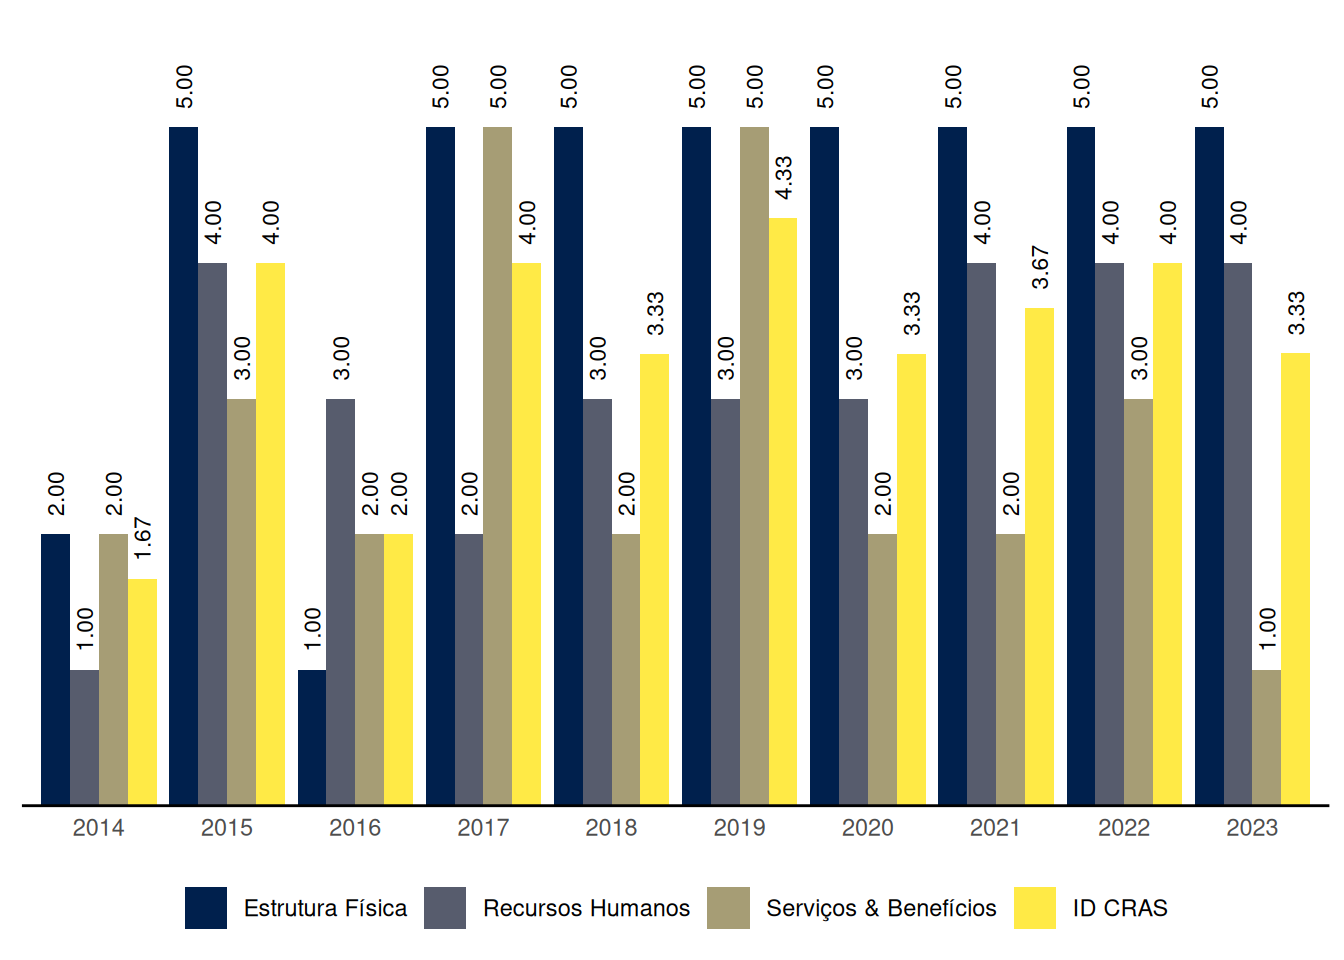 5.00 5.00 5.00 5.00 5.00 5.00 5.00 5.00 5.00 5.00
4.33
4.00 4.00 4.00 4.00 4.00 4.00 4.00
3.67
3.33 3.33 3.33
3.00 3.00 3.00 3.00 3.00 3.00
2.00 2.00 2.00 2.00 2.00 2.00 2.00 2.00
1.67
1.00 1.00 1.00
2014 2015 2016 2017 2018 2019 2020 2021 2022 2023
Estrutura Física Recursos Humanos Serviços & Benefícios ID CRAS